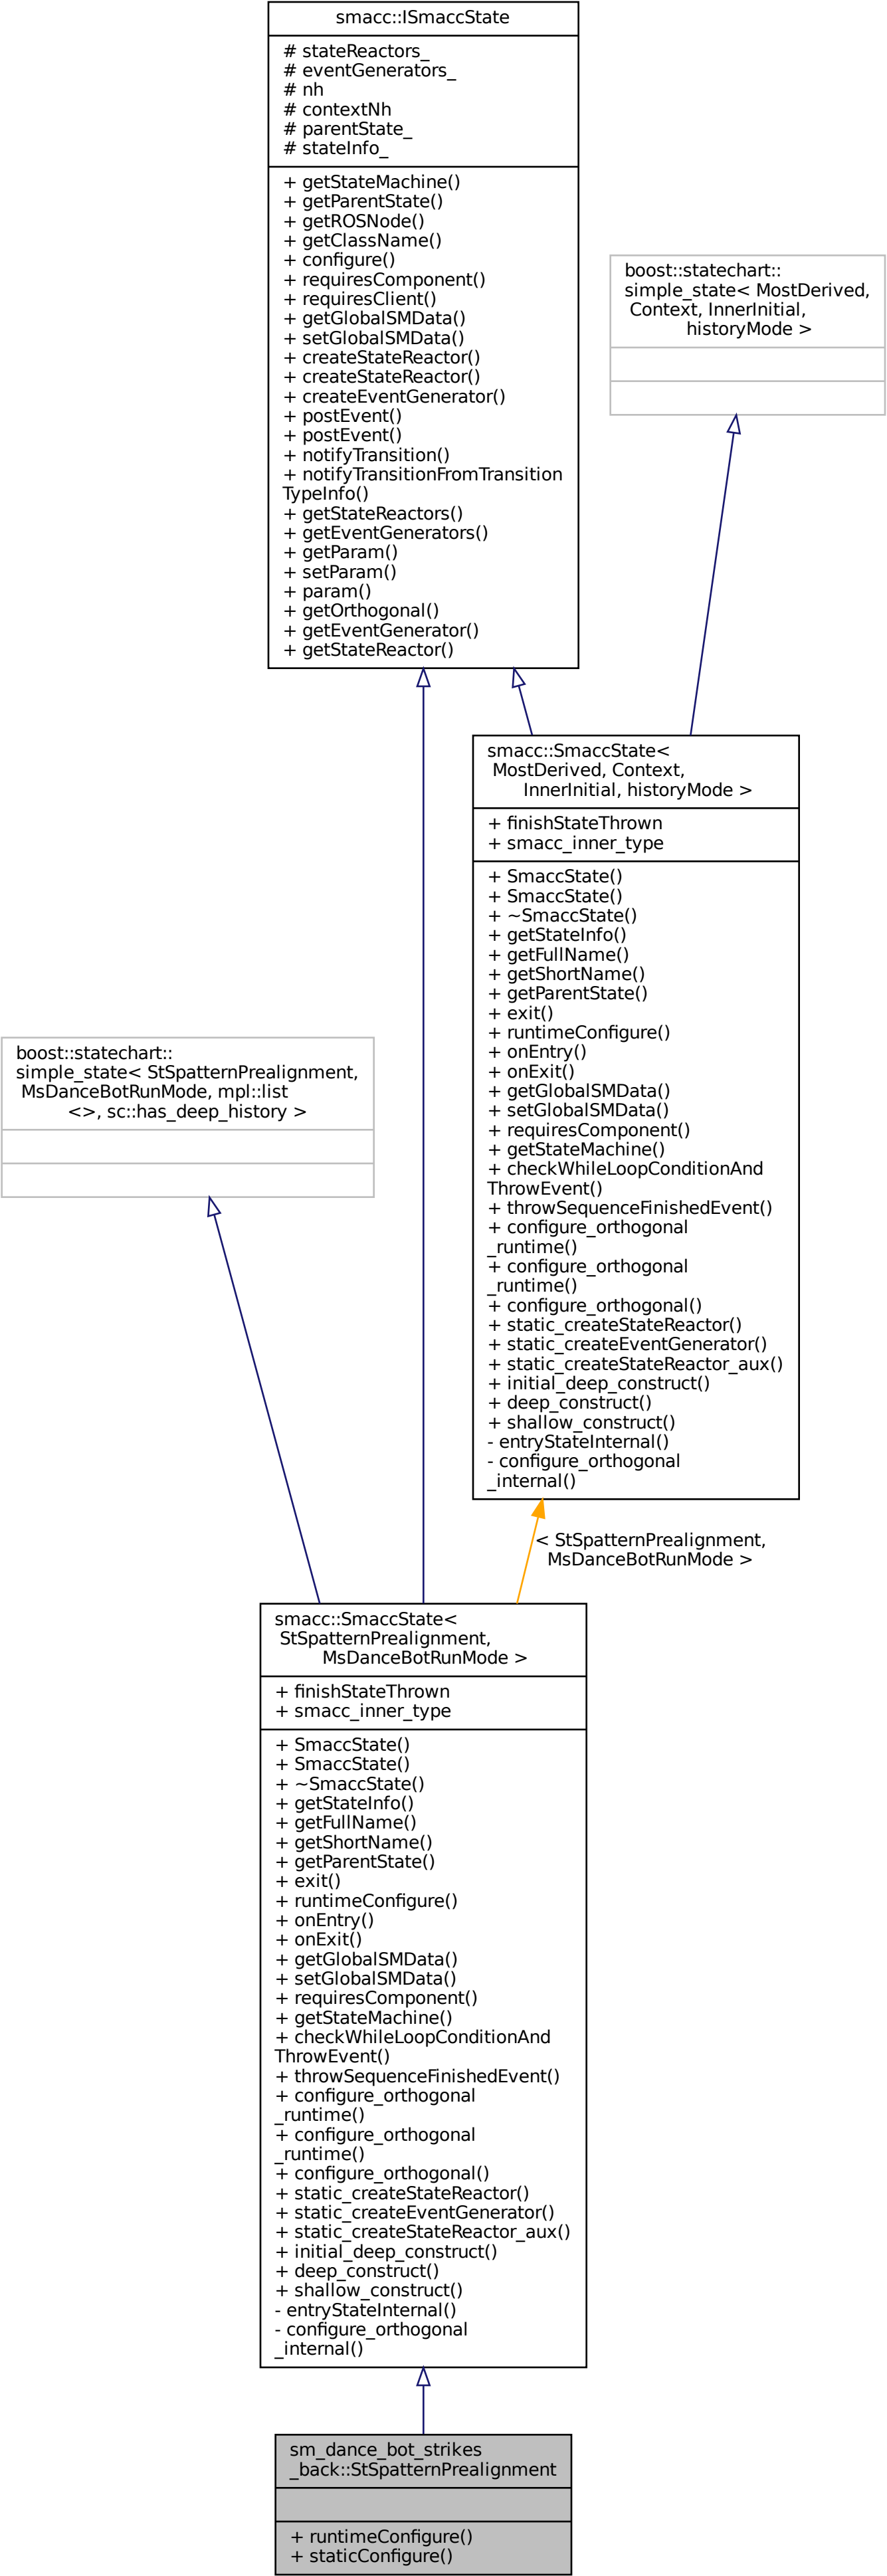 smacc::ISmaccState
# stateReactors_
# eventGenerators_
# nh
# contextNh
# parentState_
# stateInfo_
+ getStateMachine()
+ getParentState()
+ getROSNode()
+ getClassName()
+ configure()
+ requiresComponent()
+ requiresClient()
+ getGlobalSMData()
+ setGlobalSMData()
+ createStateReactor()
+ createStateReactor()
+ createEventGenerator()
+ postEvent()
+ postEvent()
+ notifyTransition()
+ notifyTransitionFromTransition
TypeInfo()
+ getStateReactors()
+ getEventGenerators()
+ getParam()
+ setParam()
+ param()
+ getOrthogonal()
+ getEventGenerator()
+ getStateReactor()
boost::statechart::
simple_state< MostDerived,
Context, InnerInitial,
historyMode >
smacc::SmaccState<
MostDerived, Context,
InnerInitial, historyMode >
+ finishStateThrown
+ smacc_inner_type
+ SmaccState()
+ SmaccState()
+ ~SmaccState()
+ getStateInfo()
+ getFullName()
+ getShortName()
+ getParentState()
+ exit()
+ runtimeConfigure()
+ onEntry()
+ onExit()
+ getGlobalSMData()
+ setGlobalSMData()
+ requiresComponent()
+ getStateMachine()
+ checkWhileLoopConditionAnd
ThrowEvent()
+ throwSequenceFinishedEvent()
+ configure_orthogonal
_runtime()
+ configure_orthogonal
_runtime()
+ configure_orthogonal()
+ static_createStateReactor()
+ static_createEventGenerator()
+ static_createStateReactor_aux()
+ initial_deep_construct()
+ deep_construct()
+ shallow_construct()
- entryStateInternal()
- configure_orthogonal
_internal()
boost::statechart::
simple_state< StSpatternPrealignment,
MsDanceBotRunMode, mpl::list
<>, sc::has_deep_history >
< StSpatternPrealignment,
MsDanceBotRunMode >
smacc::SmaccState<
StSpatternPrealignment,
MsDanceBotRunMode >
+ finishStateThrown
+ smacc_inner_type
+ SmaccState()
+ SmaccState()
+ ~SmaccState()
+ getStateInfo()
+ getFullName()
+ getShortName()
+ getParentState()
+ exit()
+ runtimeConfigure()
+ onEntry()
+ onExit()
+ getGlobalSMData()
+ setGlobalSMData()
+ requiresComponent()
+ getStateMachine()
+ checkWhileLoopConditionAnd
ThrowEvent()
+ throwSequenceFinishedEvent()
+ configure_orthogonal
_runtime()
+ configure_orthogonal
_runtime()
+ configure_orthogonal()
+ static_createStateReactor()
+ static_createEventGenerator()
+ static_createStateReactor_aux()
+ initial_deep_construct()
+ deep_construct()
+ shallow_construct()
- entryStateInternal()
- configure_orthogonal
_internal()
sm_dance_bot_strikes
_back::StSpatternPrealignment
+ runtimeConfigure()
+ staticConfigure()